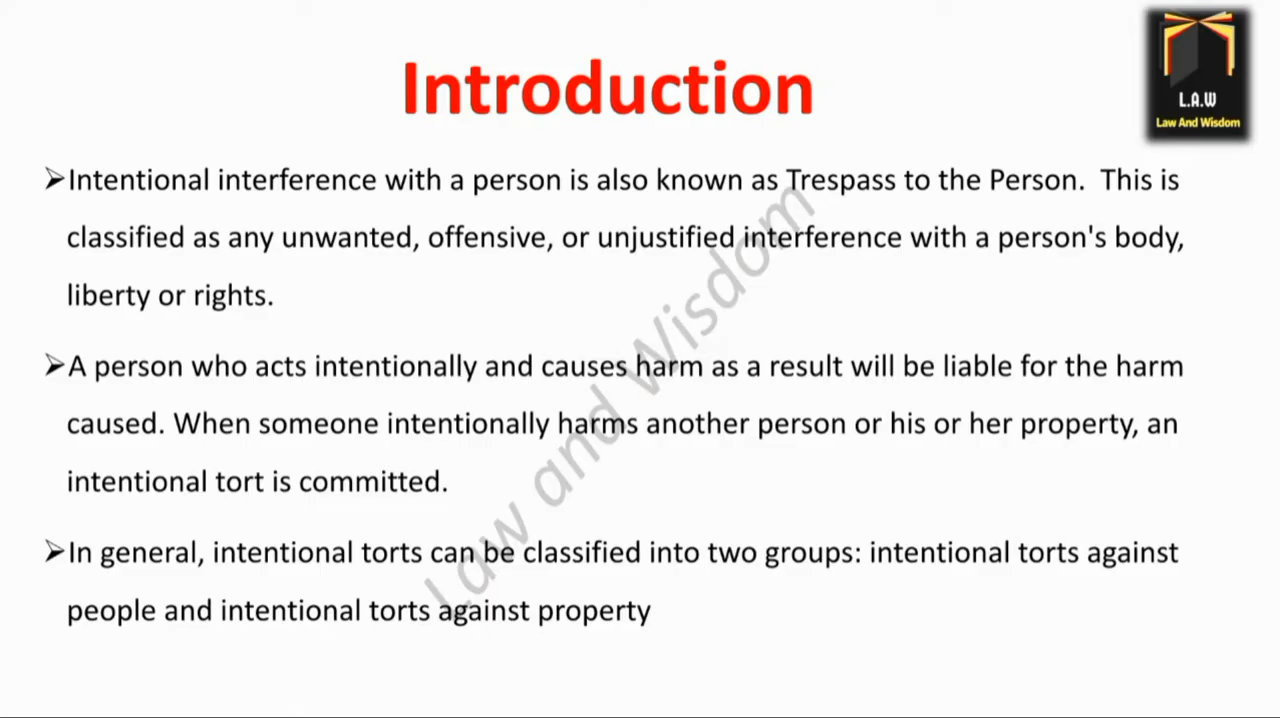 Introduction
L.A.W
Law And Wisdom
➢Intentional interference with a person is also known as Trespass to the Person.  This is
classified as any unwanted, offensive, or unjustified interference with a person's body,
liberty or rights.
➢A person who acts intentionally and causes harm as a result will be liable for the harm
caused. When someone intentionally harms another person or his or her property, an
intentional tort is committed.
➢In general, intentional torts can be classified into two groups: intentional torts against
people and intentional torts against property
Law and Wisdom